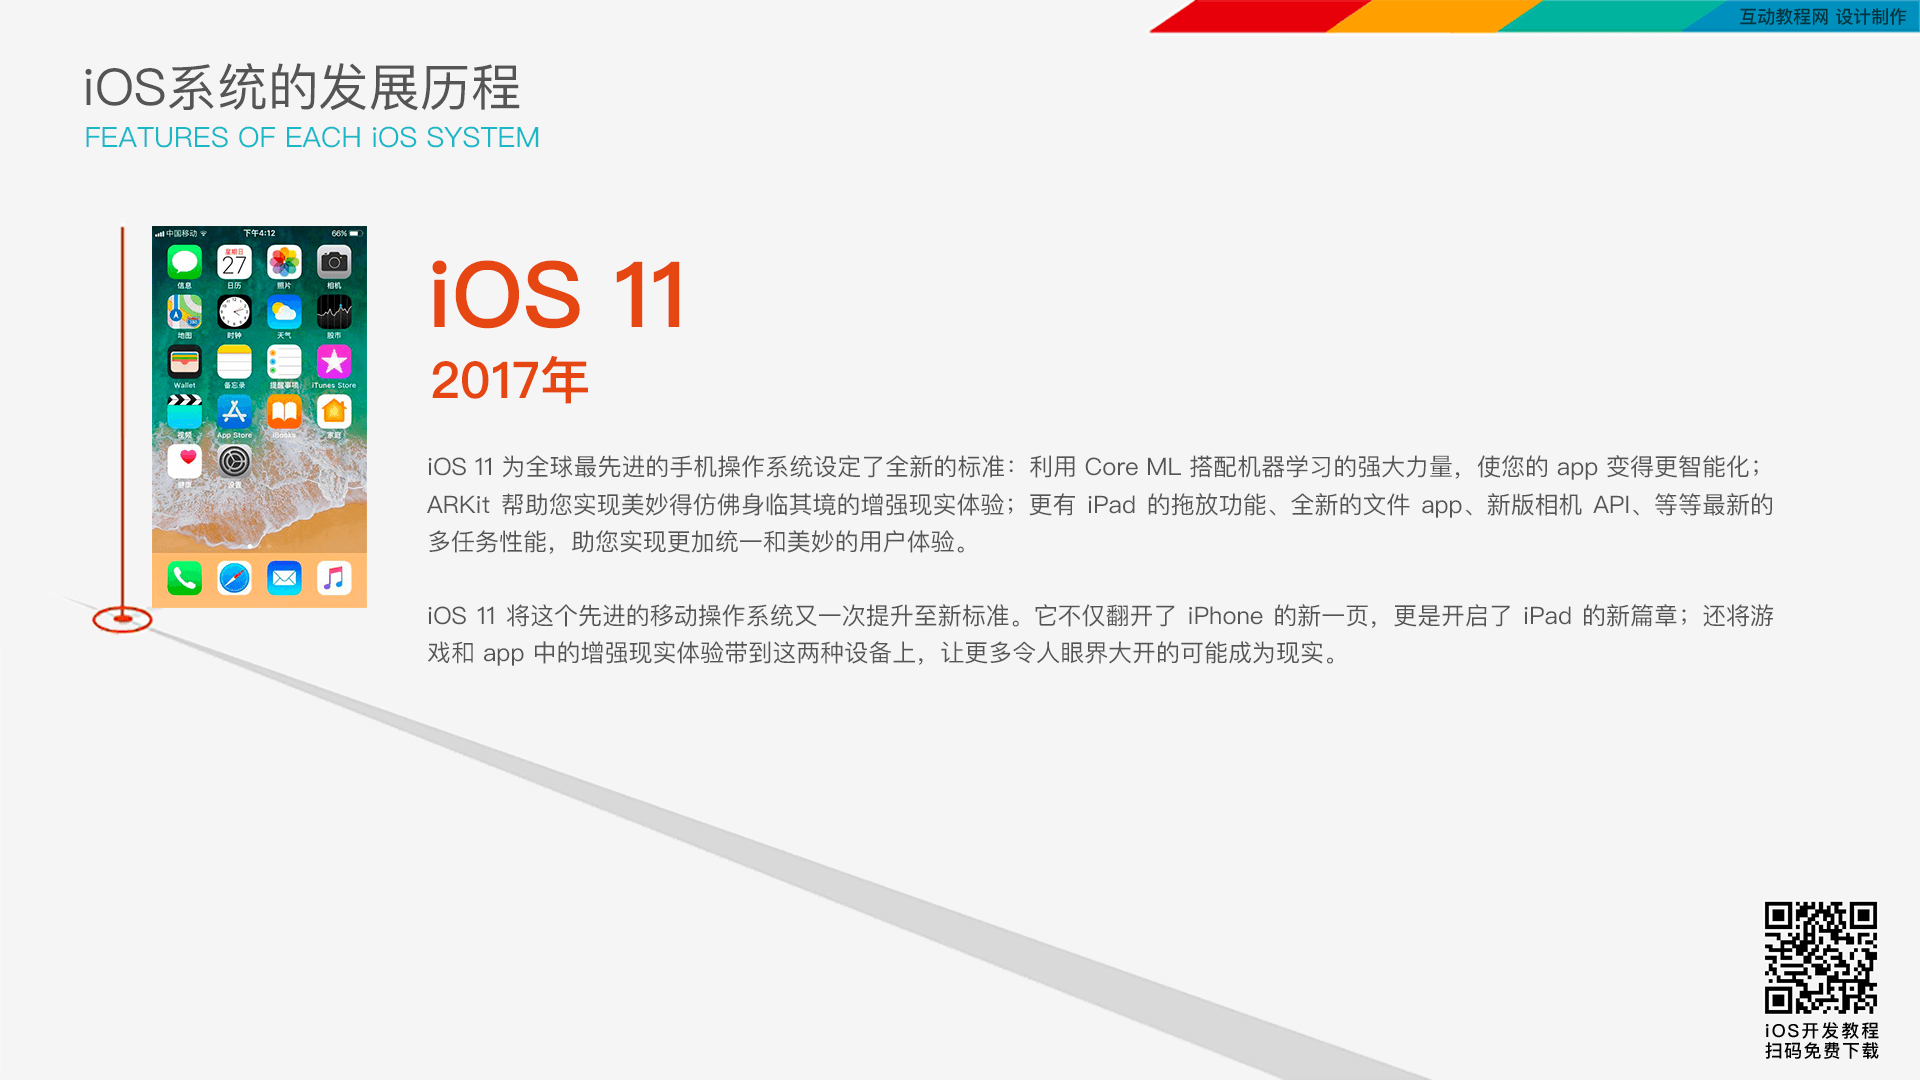 互动教程网 设计制作
iOS系统的发展历程
FEATURES OF EACH iOS SYSTEM
中国移动 下午4:12 66%
星期日
27
信息 日历 照片 相机
地图 时钟 天气 股市
Wallet 备忘录 提醒事项 iTunes Store
视频 App Store iBooks 家庭
健康 设置
iOS 11
2017年
iOS 11 为全球最先进的手机操作系统设定了全新的标准：利用 Core ML 搭配机器学习的强大力量，使您的 app 变得更智能化；
ARKit 帮助您实现美妙得仿佛身临其境的增强现实体验；更有 iPad 的拖放功能、全新的文件 app、新版相机 API、等等最新的
多任务性能，助您实现更加统一和美妙的用户体验。
iOS 11 将这个先进的移动操作系统又一次提升至新标准。它不仅翻开了 iPhone 的新一页，更是开启了 iPad 的新篇章；还将游
戏和 app 中的增强现实体验带到这两种设备上，让更多令人眼界大开的可能成为现实。
iOS开发教程
扫码免费下载